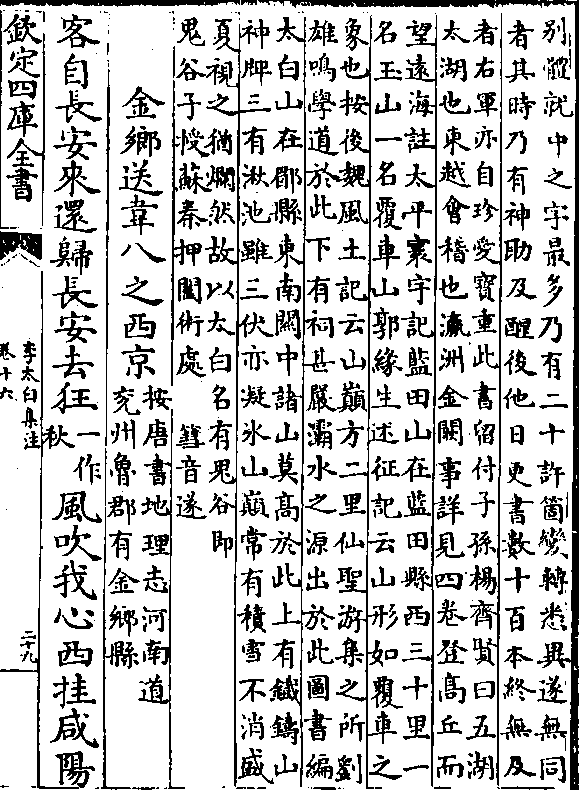 别體就中之字最多乃有二十許箇變轉悉異遂無同
者其時乃有神助及醒後他日更書數十百本終無及
者右軍亦自珍愛寶重此書留付子孫楊齊賢曰五湖
太湖也東越會稽也瀛洲金闕事詳見四卷登髙丘而
望逺海註太平寰宇記藍田山在藍田縣西三十里一
名玉山一名覆車山郭緣生述征記云山形如覆車之
象也按後魏風土記云山巔方二里仙聖游集之所劉
雄鳴學道於此下有祠甚嚴灞水之源出於此圖書編
太白山在郿縣東南闗中諸山莫髙於此上有鐵鑄山
神牌三有湫池雖三伏亦凝氷山巔常有積雪不消盛
夏視之猶爛然故以太白名有鬼谷即
鬼谷子授蘇秦押闔術處 簪音遂
金鄉送韋八之西京 按唐書地理志河南道
兖州魯郡有金鄉縣
客自長安來還歸長安去狂 一作
秋 風吹我心西挂咸陽
欽定四庫全書
李太白集注
卷十六
二十九